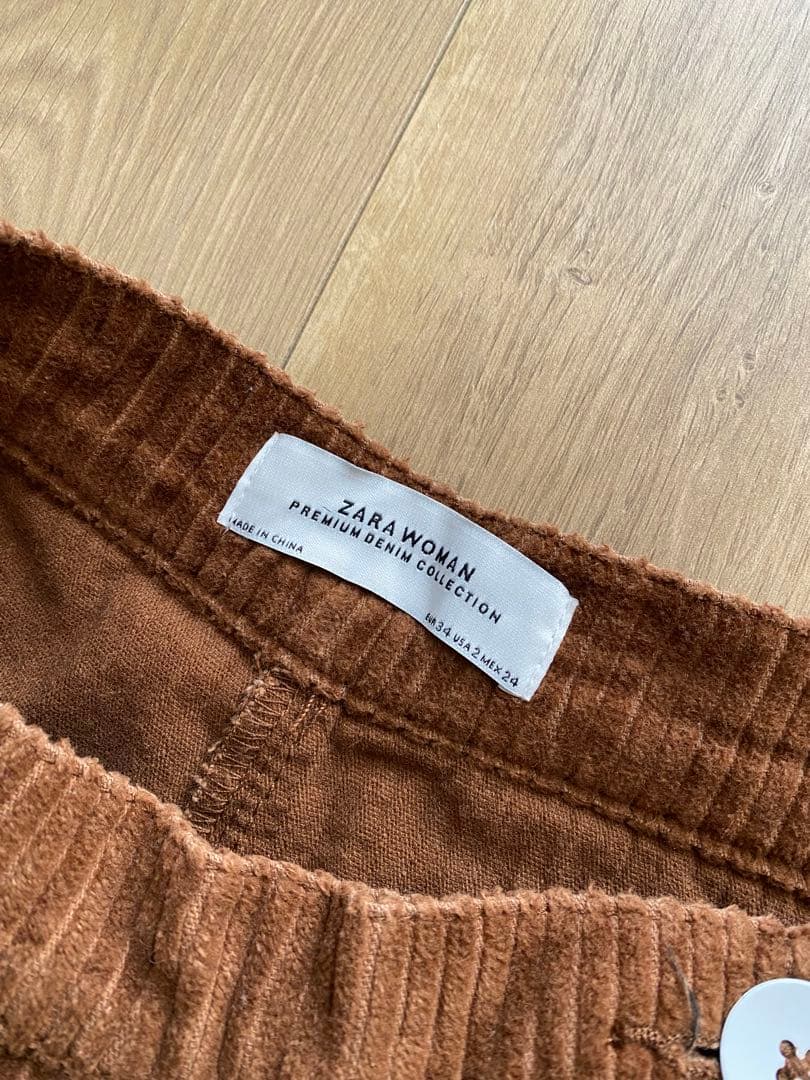 ZARA WOMAN
PREMIUM DENIM COLLECTION
MADE IN CHINA
EUR 34 USA 2 MEX 24